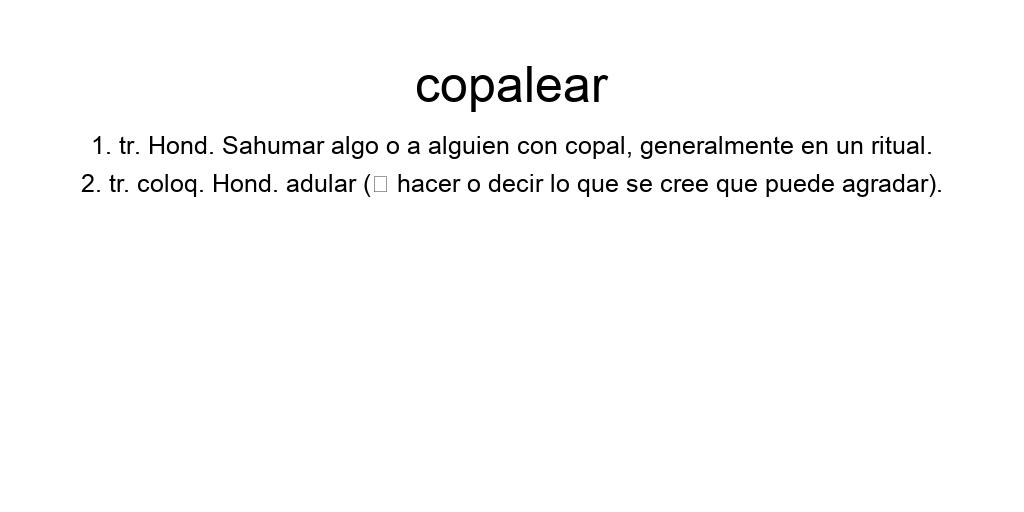 copalear
1. tr. Hond. Sahumar algo o a alguien con copal, generalmente en un ritual.
2. tr. coloq. Hond. adular (□ hacer o decir lo que se cree que puede agradar).